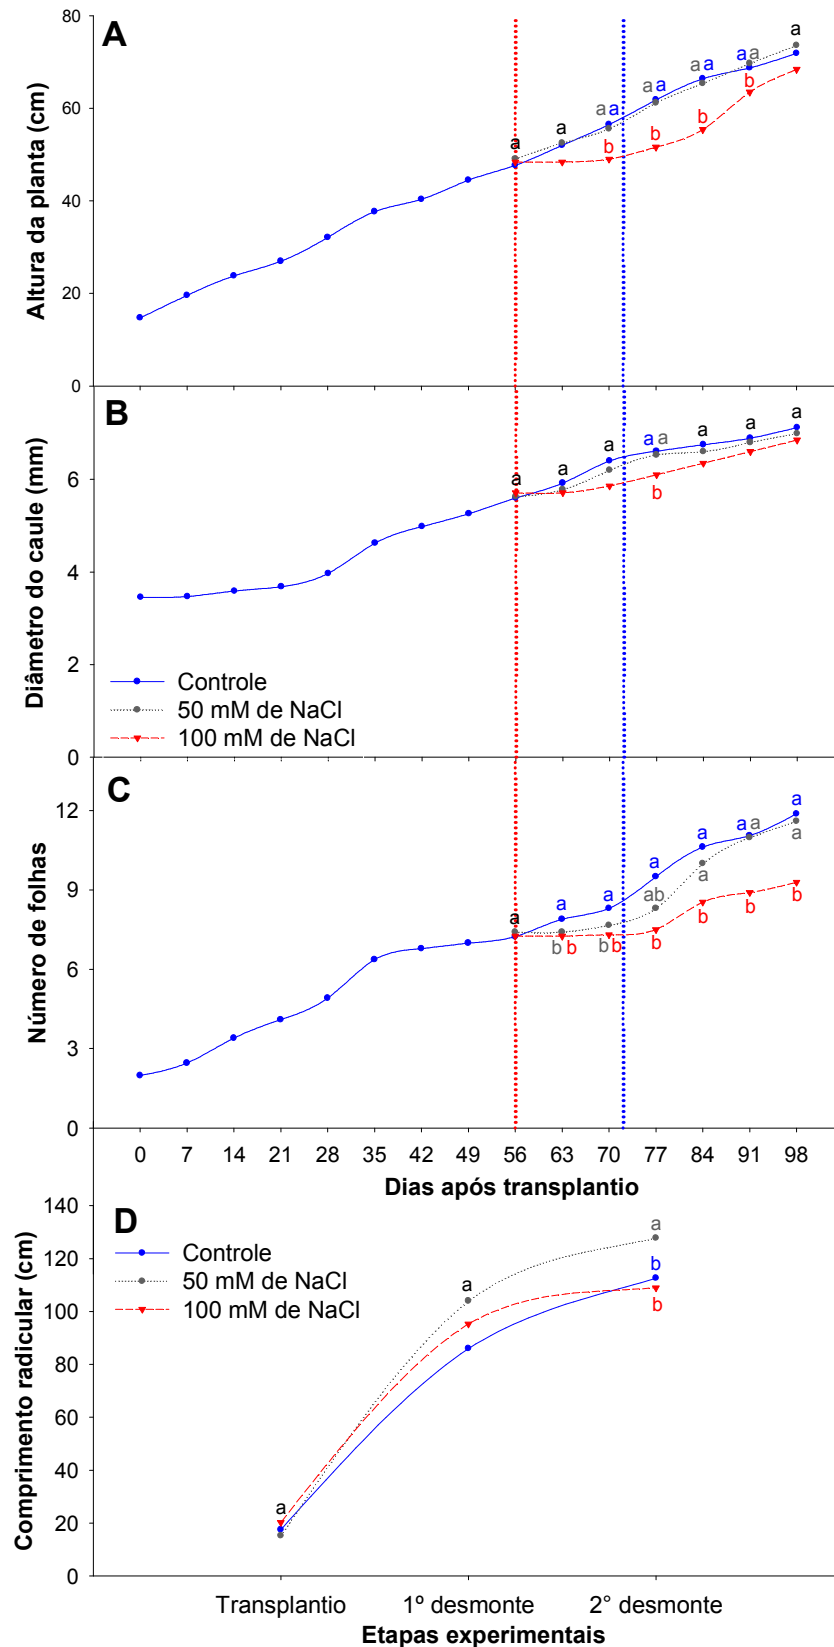 80
A
a
a a
a a
a a
60
a a
a
b
a
b
b
b
40
20
0
Altura da planta (cm)
B
a
a
a
a a
a
a
a
6
b
4
2
0
Diâmetro do caule (mm)
Controle
50 mM de NaCl
100 mM de NaCl
C
12
a
a a
a
a
a
a
a
a
ab
9
a
b b
b b
b
b
b
b
6
3
0
Número de folhas
0 7 14 21 28 35 42 49 56 63 70 77 84 91 98
Dias após transplantio
140
D
a
120
Controle
50 mM de NaCl
100 mM de NaCl
a
b
b
100
80
60
40
20
0
a
Comprimento radicular (cm)
Transplantio 1º desmonte 2° desmonte
Etapas experimentais